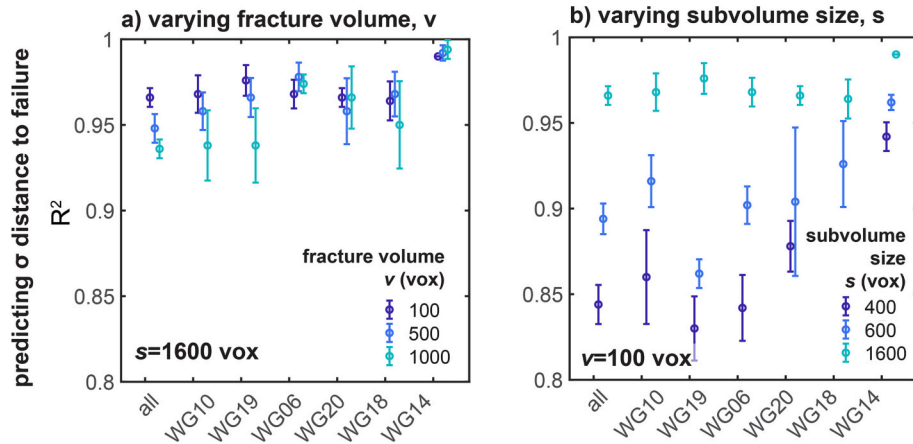 a) varying fracture volume, v
b) varying subvolume size, s
predicting σ distance to failure
R²
1
0.95
0.9
0.85
0.8
fracture volume
v (vox)
100
500
1000
s=1600 vox
all
WG10
WG19
WG06
WG20
WG18
WG14
1
0.95
0.9
0.85
0.8
subvolume
size
s (vox)
400
600
1600
v=100 vox
all
WG10
WG19
WG06
WG20
WG18
WG14